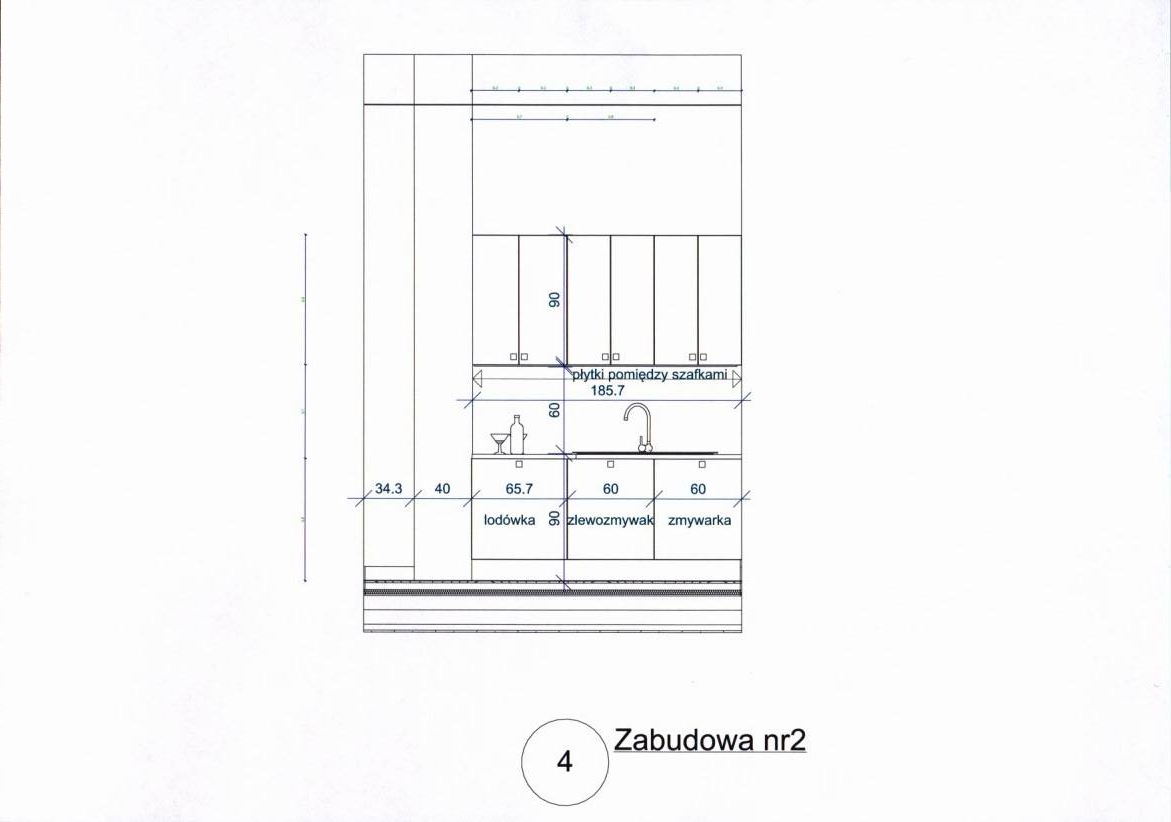 90
płytki pomiędzy szafkami
185.7
60
34.3 40 65.7 60 60
lodówka 90 zlewozmywak zmywarka
4 Zabudowa nr2